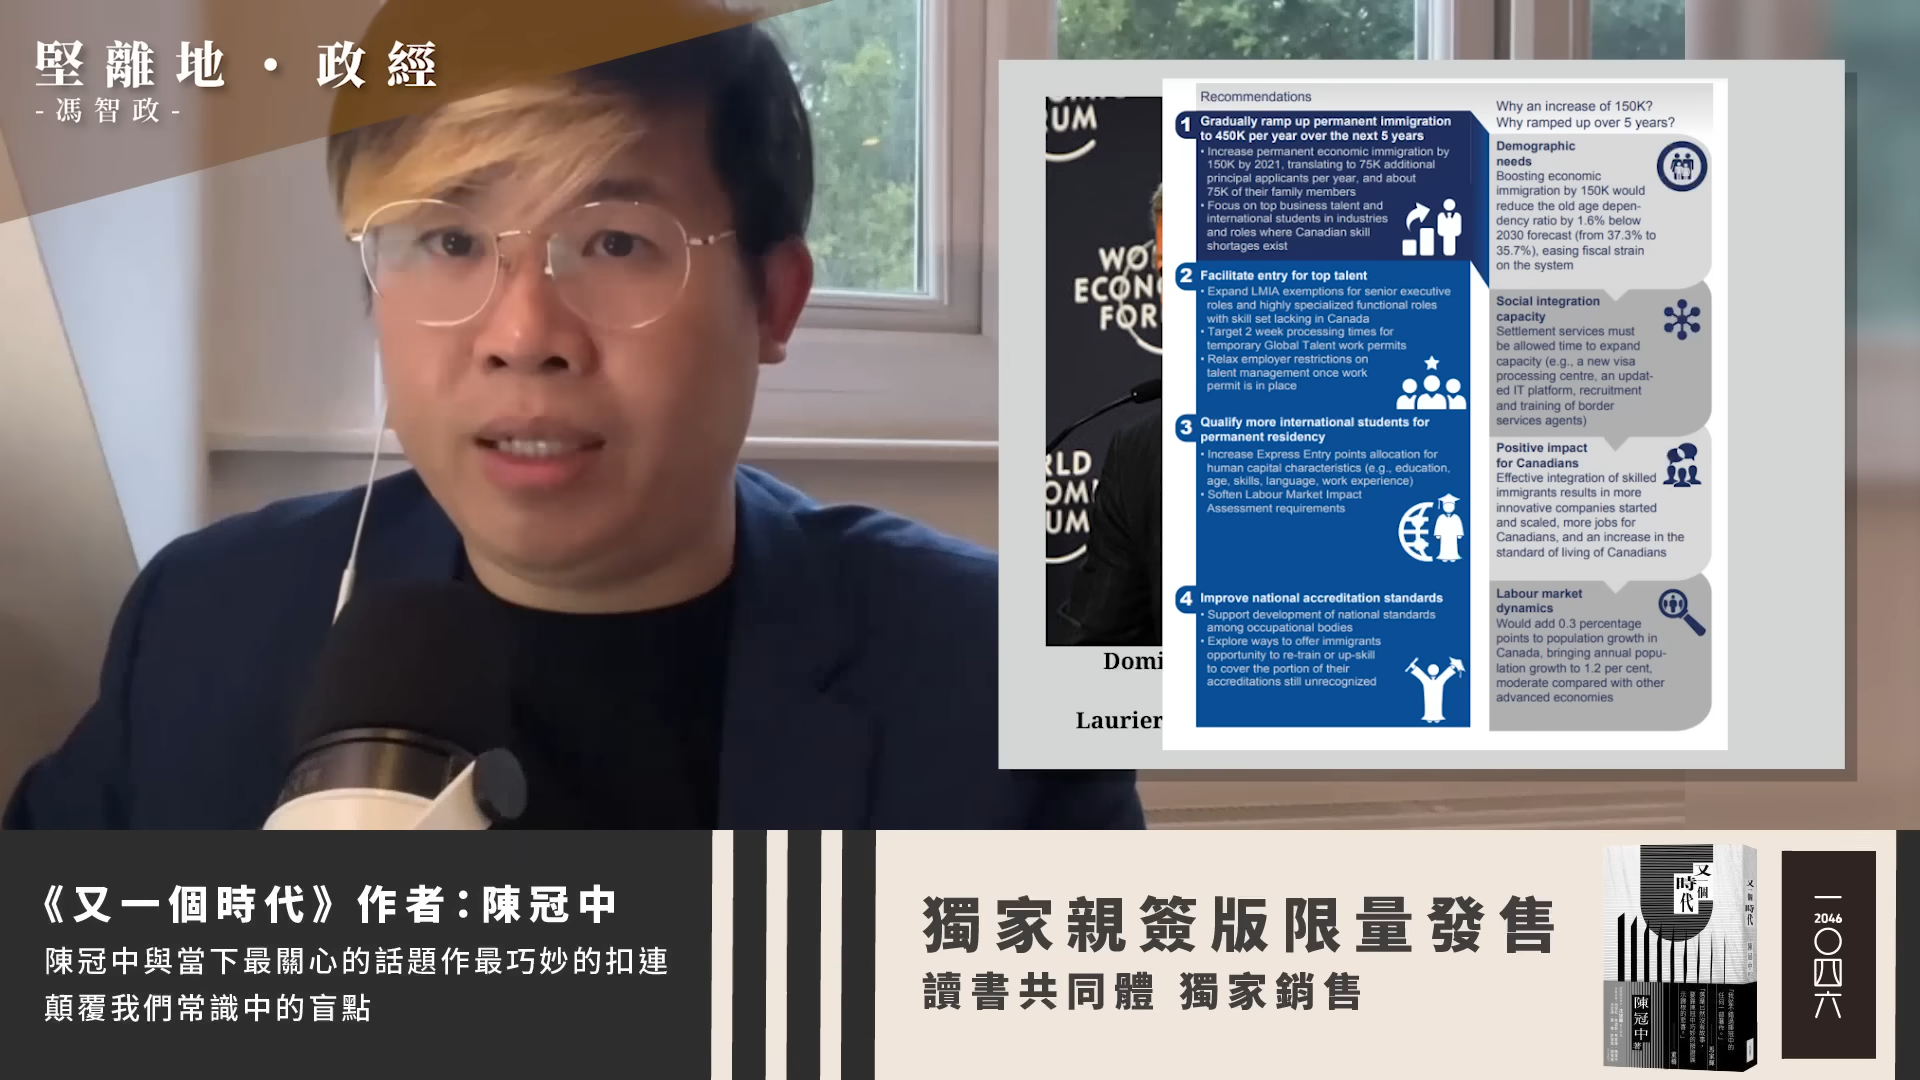 堅離地・政經
-馮智政-
RUM
WO
ECON
FOR
RLD
OM
UM
Domi
Laurier
Recommendations
1
Gradually ramp up permanent immigration
to 450K per year over the next 5 years
• Increase permanent economic immigration by
150K by 2021, translating to 75K additional
principal applicants per year, and about
75K of their family members
• Focus on top business talent and
international students in industries
and roles where Canadian skill
shortages exist
2
Facilitate entry for top talent
• Expand LMIA exemptions for senior executive
roles and highly specialized functional roles
with skill set lacking in Canada
• Target 2 week processing times for
temporary Global Talent work permits
• Relax employer restrictions on
talent management once work
permit is in place
3
Qualify more international students for
permanent residency
• Increase Express Entry points allocation for
human capital characteristics (e.g., education,
age, skills, language, work experience)
• Soften Labour Market Impact
Assessment requirements
4
Improve national accreditation standards
• Support development of national standards
among occupational bodies
• Explore ways to offer immigrants
opportunity to re-train or up-skill
to cover the portion of their
accreditations still unrecognized
Why an increase of 150K?
Why ramped up over 5 years?
Demographic
needs
Boosting economic
immigration by 150K would
reduce the old age depen-
dency ratio by 1.6% below
2030 forecast (from 37.3% to
35.7%), easing fiscal strain
on the system
Social integration
capacity
Settlement services must
be allowed time to expand
capacity (e.g., a new visa
processing centre, an updat-
ed IT platform, recruitment
and training of border
services agents)
Positive impact
for Canadians
Effective integration of skilled
immigrants results in more
innovative companies started
and scaled, more jobs for
Canadians, and an increase in the
standard of living of Canadians
Labour market
dynamics
Would add 0.3 percentage
points to population growth in
Canada, bringing annual popu-
lation growth to 1.2 per cent,
moderate compared with other
advanced economies
《又一個時代》作者:陳冠中
陳冠中與當下最關心的話題作最巧妙的扣連
顛覆我們常識中的盲點
獨家親簽版限量發售
讀書共同體 獨家銷售
又一個時代
又一個時代
陳冠中 著
一
2046
〇四六